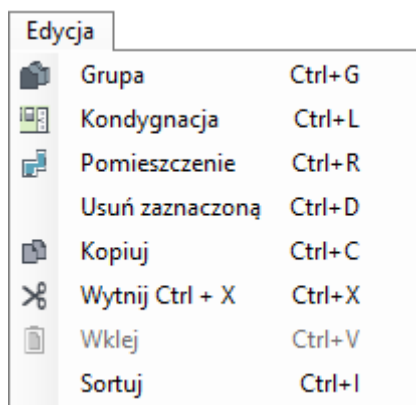 Edycja
Grupa Ctrl+G
Kondygnacja Ctrl+L
Pomieszczenie Ctrl+R
Usuń zaznaczoną Ctrl+D
Kopiuj Ctrl+C
Wytnij Ctrl + X Ctrl+X
Wklej Ctrl+V
Sortuj Ctrl+I